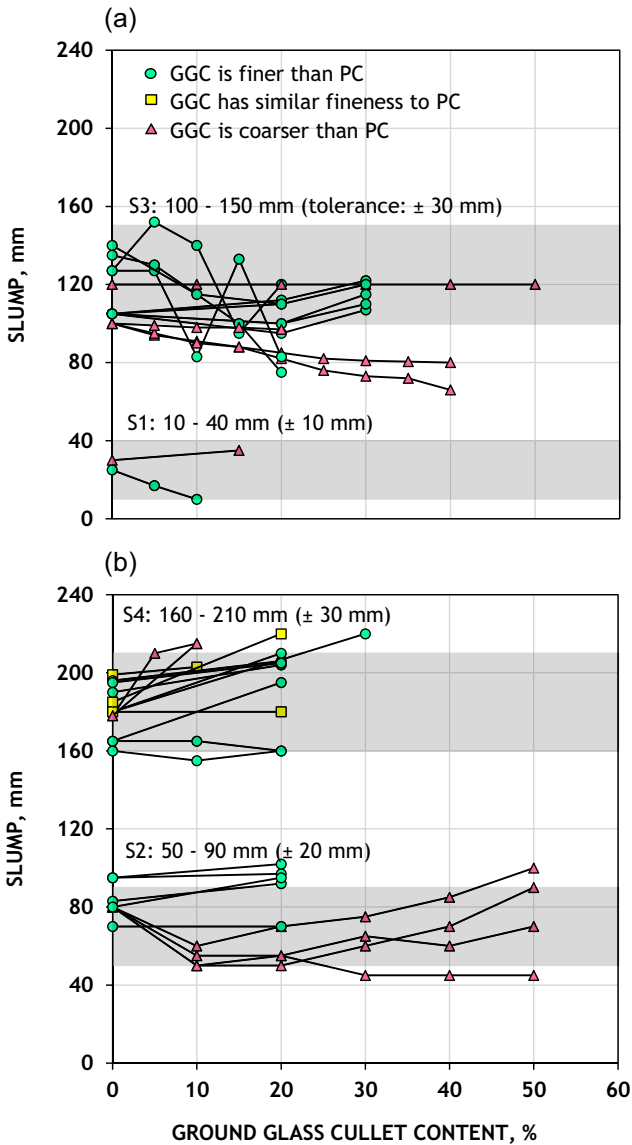 (a)
240
200
160
120
80
40
0
SLUMP, mm
GGC is finer than PC
GGC has similar fineness to PC
GGC is coarser than PC
S3: 100 - 150 mm (tolerance: ± 30 mm)
S1: 10 - 40 mm (± 10 mm)
(b)
240
200
160
120
80
40
0
SLUMP, mm
S4: 160 - 210 mm (± 30 mm)
S2: 50 - 90 mm (± 20 mm)
0 10 20 30 40 50 60
GROUND GLASS CULLET CONTENT, %